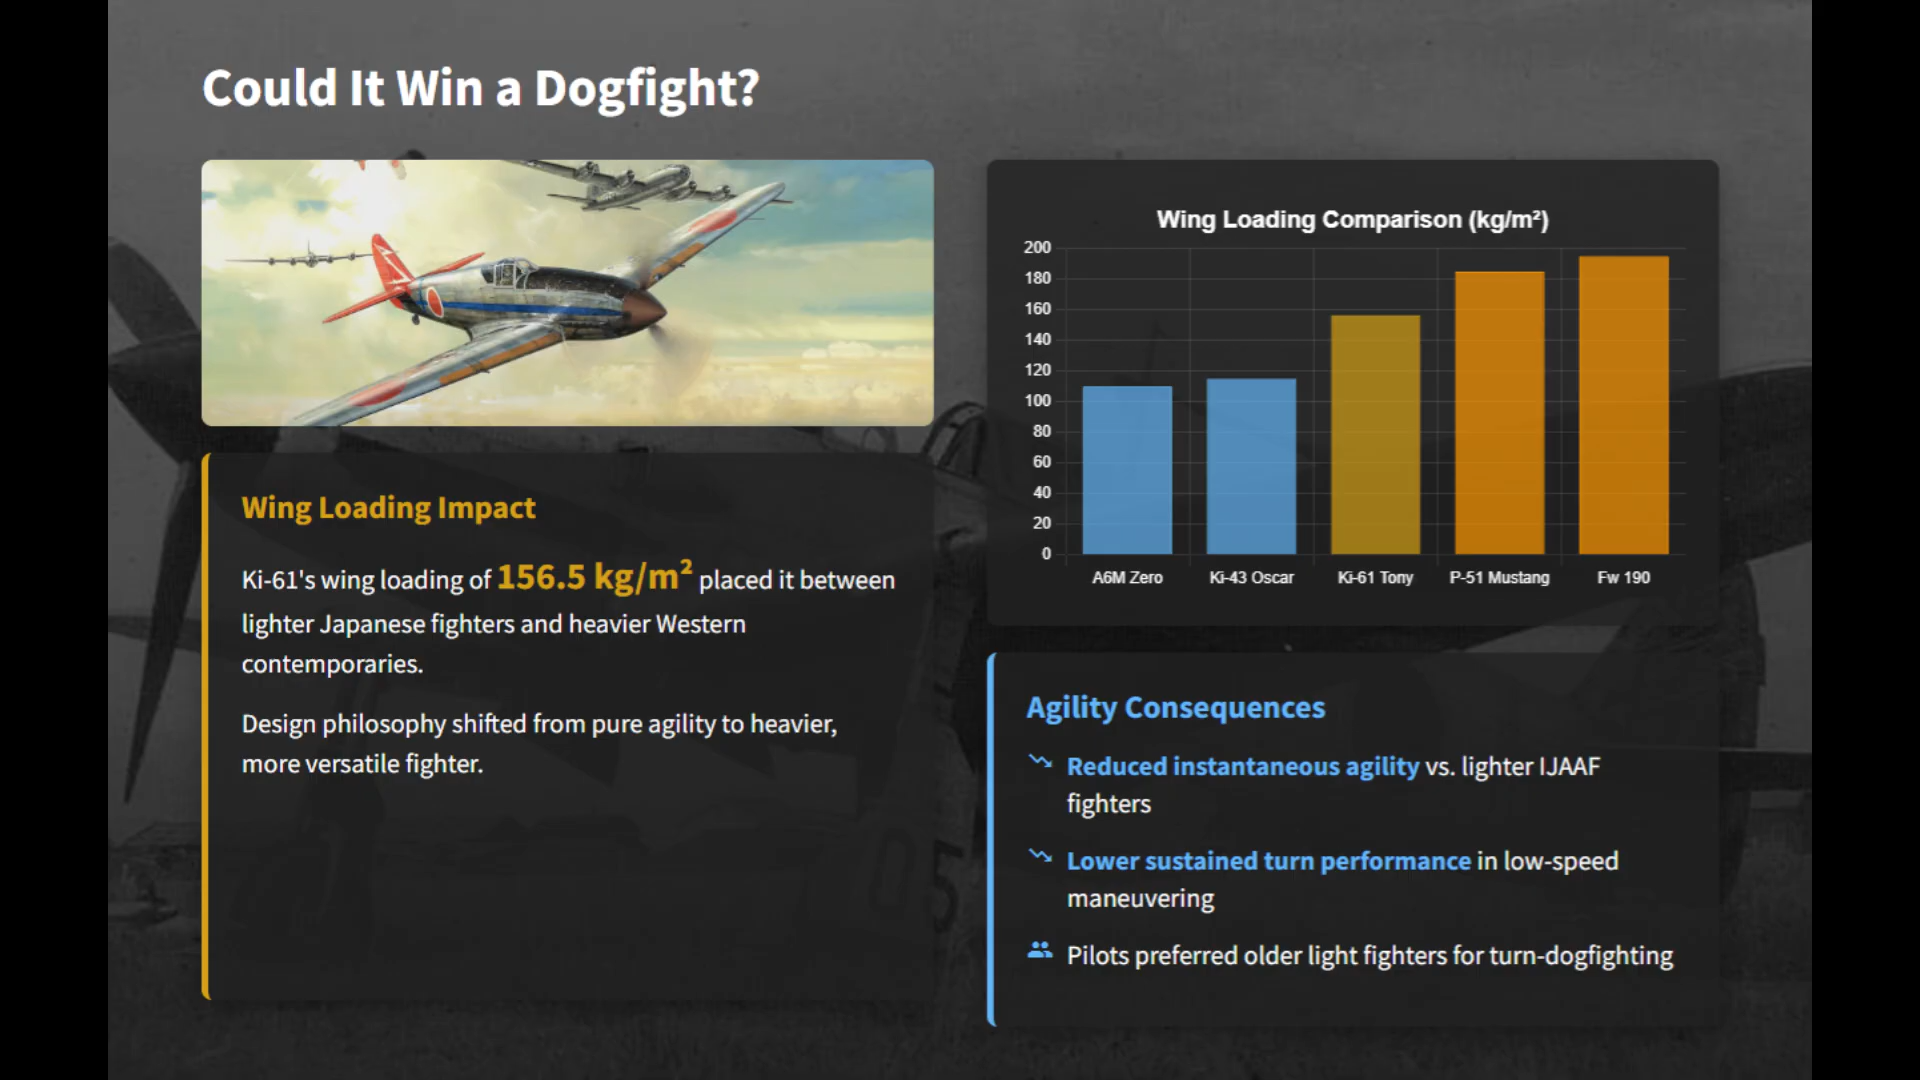 Could It Win a Dogfight?
Wing Loading Impact
Ki-61's wing loading of 156.5 kg/m² placed it between
lighter Japanese fighters and heavier Western
contemporaries.
Design philosophy shifted from pure agility to heavier,
more versatile fighter.
Wing Loading Comparison (kg/m²)
200
180
160
140
120
100
80
60
40
20
0
A6M Zero Ki-43 Oscar Ki-61 Tony P-51 Mustang Fw 190
Agility Consequences
Reduced instantaneous agility vs. lighter IJAAF
fighters
Lower sustained turn performance in low-speed
maneuvering
Pilots preferred older light fighters for turn-dogfighting